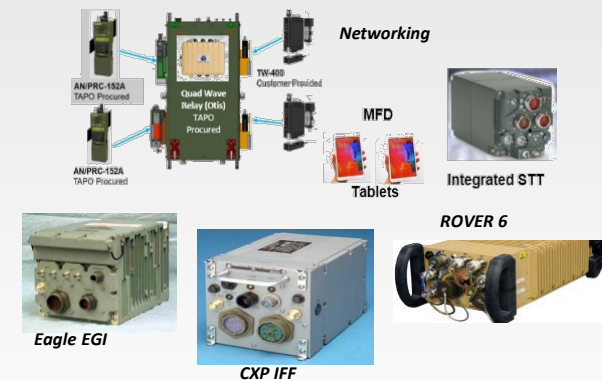 Networking
AN/PRC-152A
TAPO Procured
Quad Wave
Relay (Otis)
TAPO
Procured
TW-400
Customer Provided
AN/PRC-152A
TAPO Procured
MFD
Tablets
Integrated STT
ROVER 6
Eagle EGI
CXP IFF